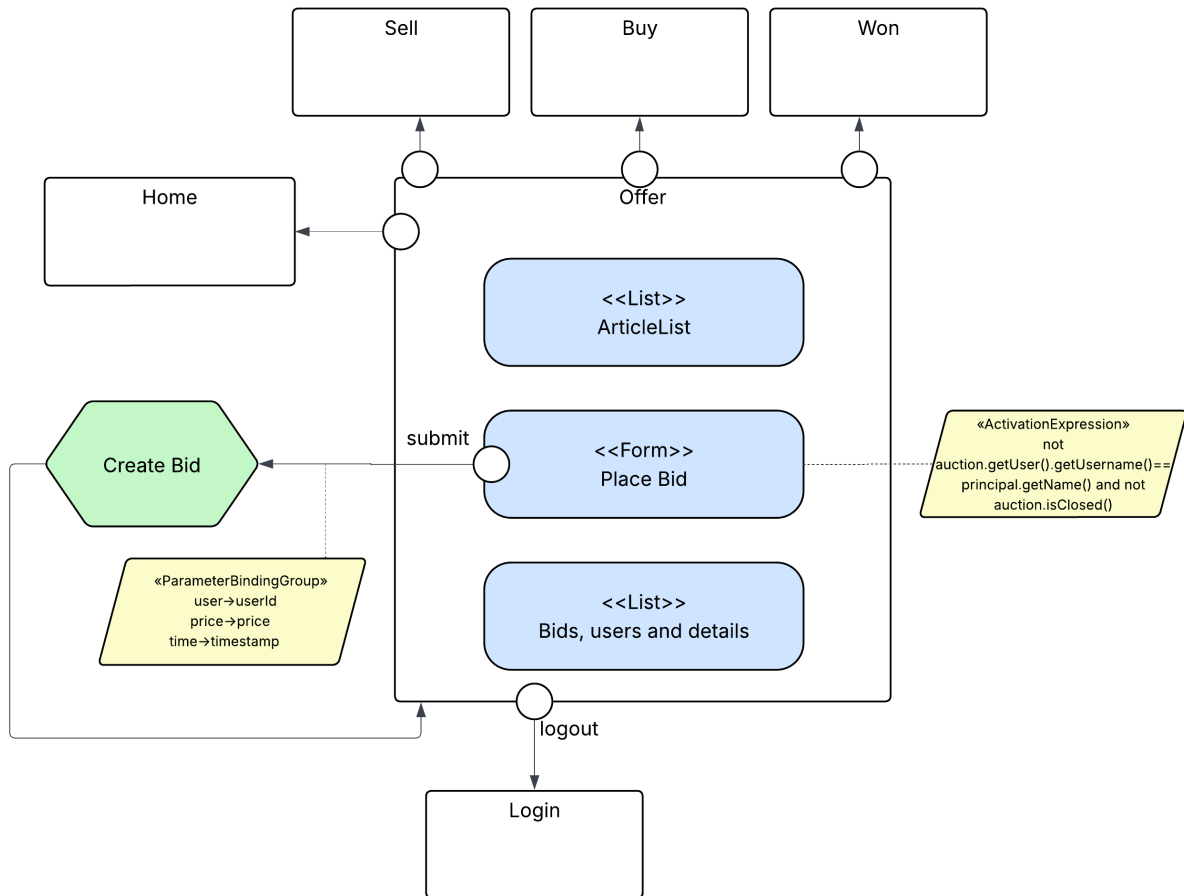 Sell
Buy
Won
Home
Offer
<<List>>
ArticleList
submit
<<Form>>
Place Bid
Create Bid
«ActivationExpression»
not
auction.getUser().getUsername()==
principal.getName() and not
auction.isClosed()
«ParameterBindingGroup»
user→userId
price→price
time→timestamp
<<List>>
Bids, users and details
logout
Login